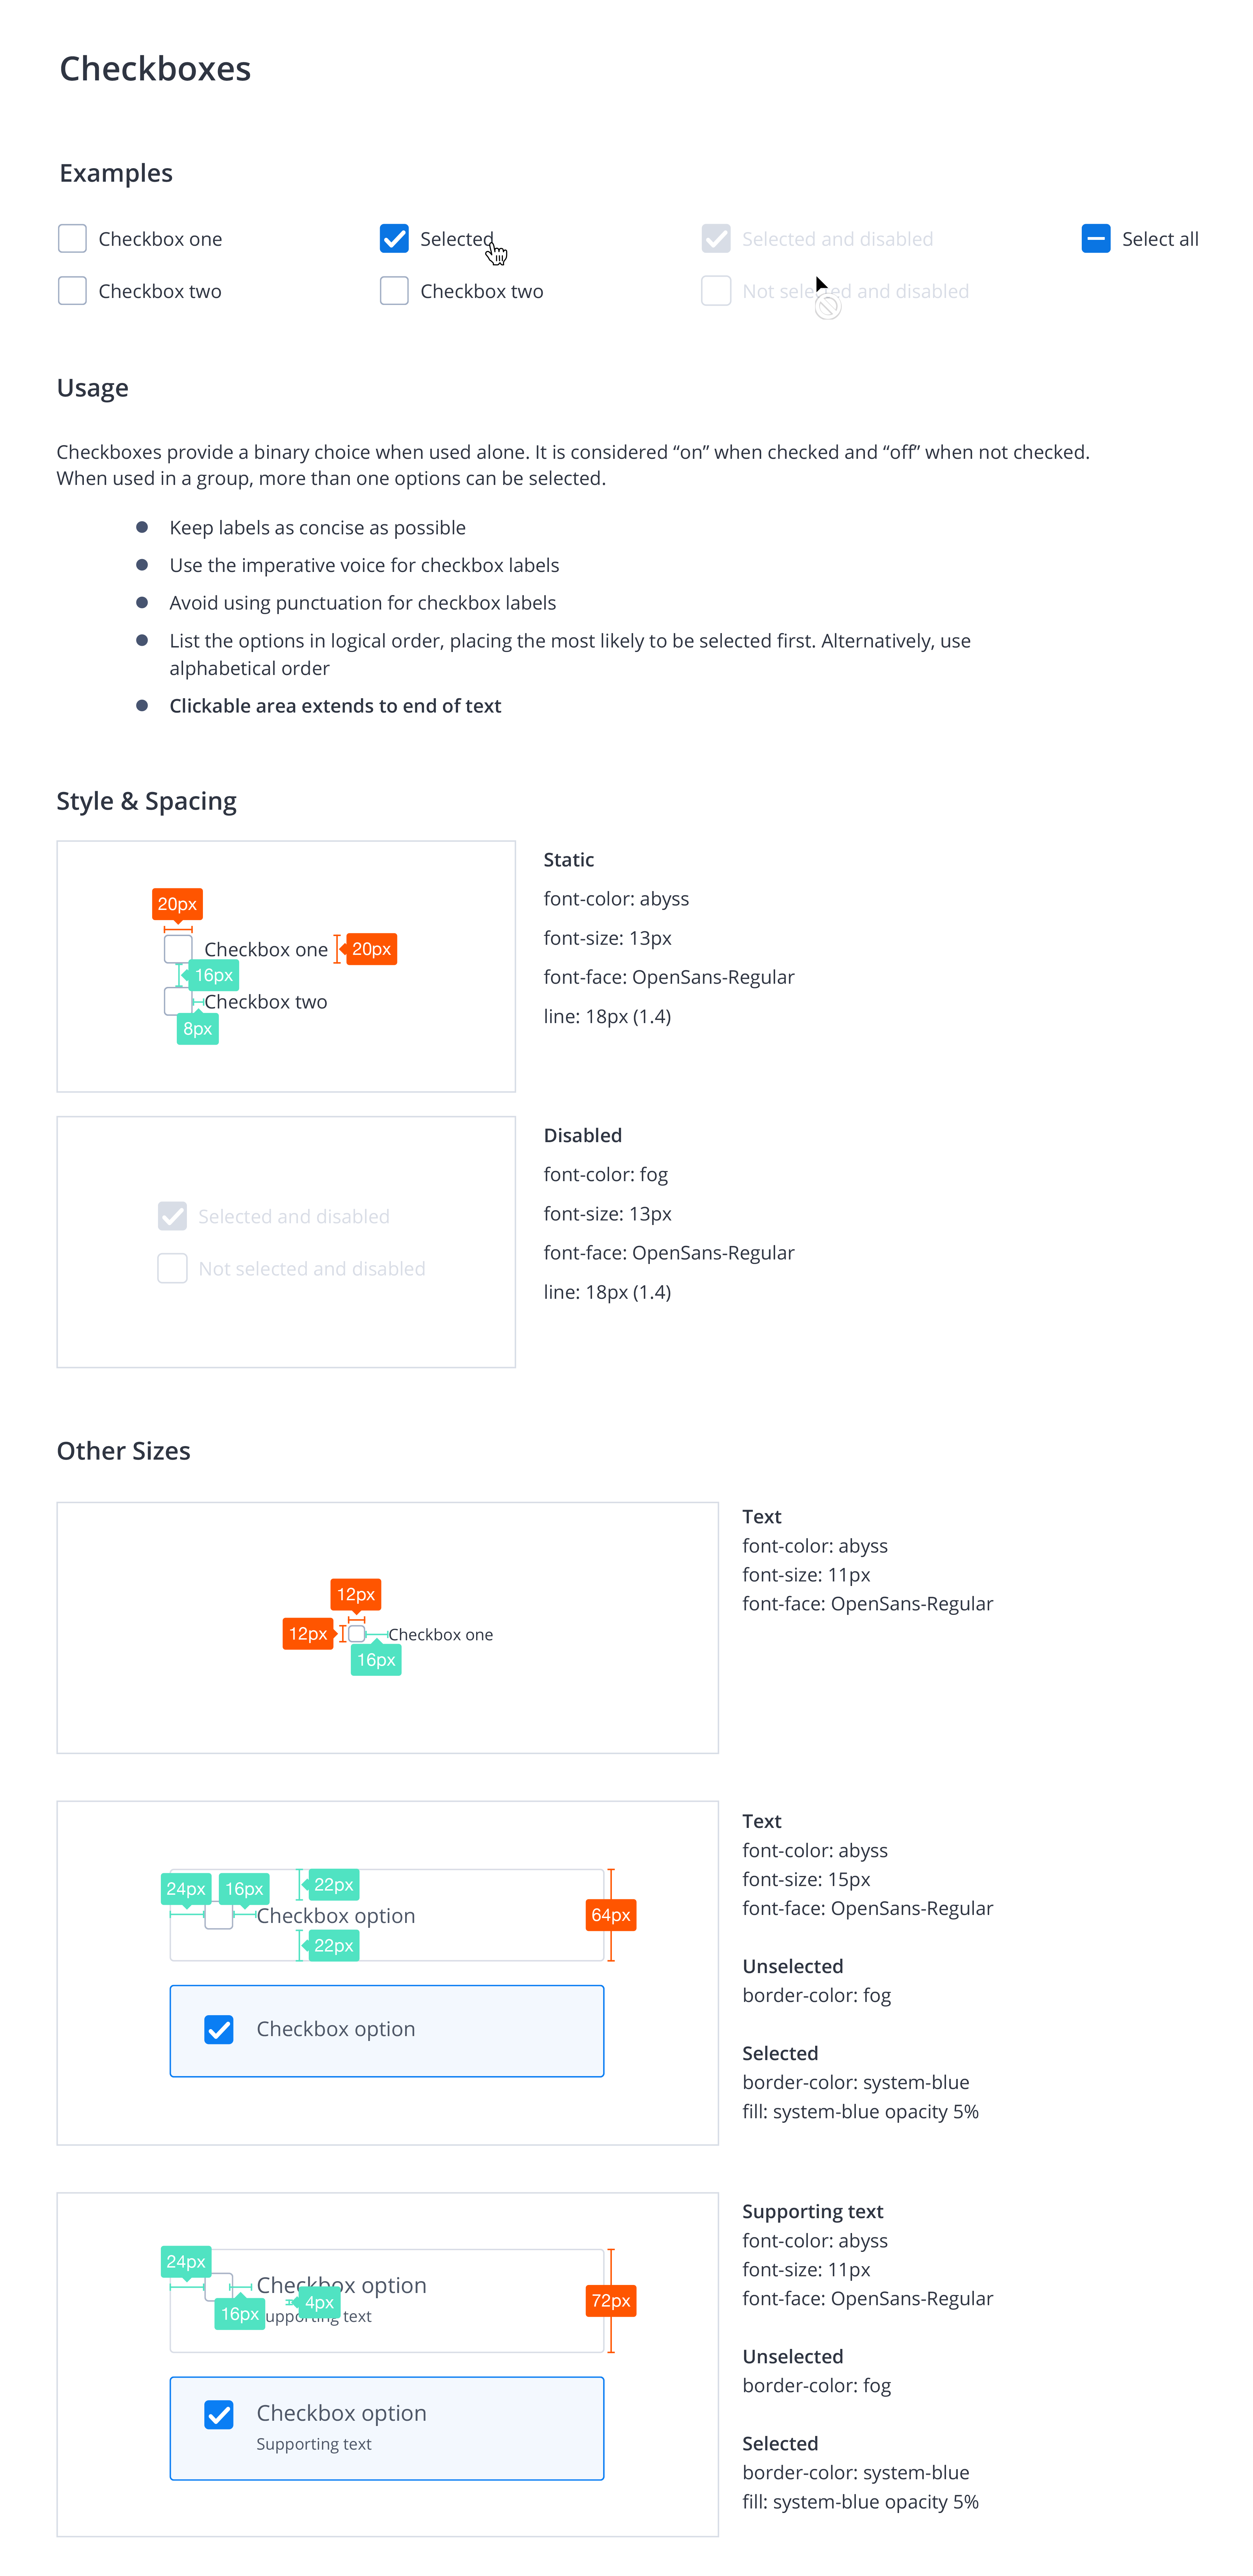 Checkboxes
Examples
Checkbox one
Selected
Selected and disabled
Select all
Checkbox two
Checkbox two
Not selected and disabled
Usage
Checkboxes provide a binary choice when used alone. It is considered “on” when checked and “off” when not checked.
When used in a group, more than one options can be selected.
Keep labels as concise as possible
Use the imperative voice for checkbox labels
Avoid using punctuation for checkbox labels
List the options in logical order, placing the most likely to be selected first. Alternatively, use
alphabetical order
Clickable area extends to end of text
Style & Spacing
20px
Checkbox one
20px
16px
Checkbox two
8px
Static
font-color: abyss
font-size: 13px
font-face: OpenSans-Regular
line: 18px (1.4)
Selected and disabled
Not selected and disabled
Disabled
font-color: fog
font-size: 13px
font-face: OpenSans-Regular
line: 18px (1.4)
Other Sizes
12px
12px
Checkbox one
16px
Text
font-color: abyss
font-size: 11px
font-face: OpenSans-Regular
24px
16px
22px
Checkbox option
64px
22px
Checkbox option
Text
font-color: abyss
font-size: 15px
font-face: OpenSans-Regular
Unselected
border-color: fog
Selected
border-color: system-blue
fill: system-blue opacity 5%
24px
Checkbox option
4px
72px
16px
Supporting text
Checkbox option
Supporting text
Supporting text
font-color: abyss
font-size: 11px
font-face: OpenSans-Regular
Unselected
border-color: fog
Selected
border-color: system-blue
fill: system-blue opacity 5%